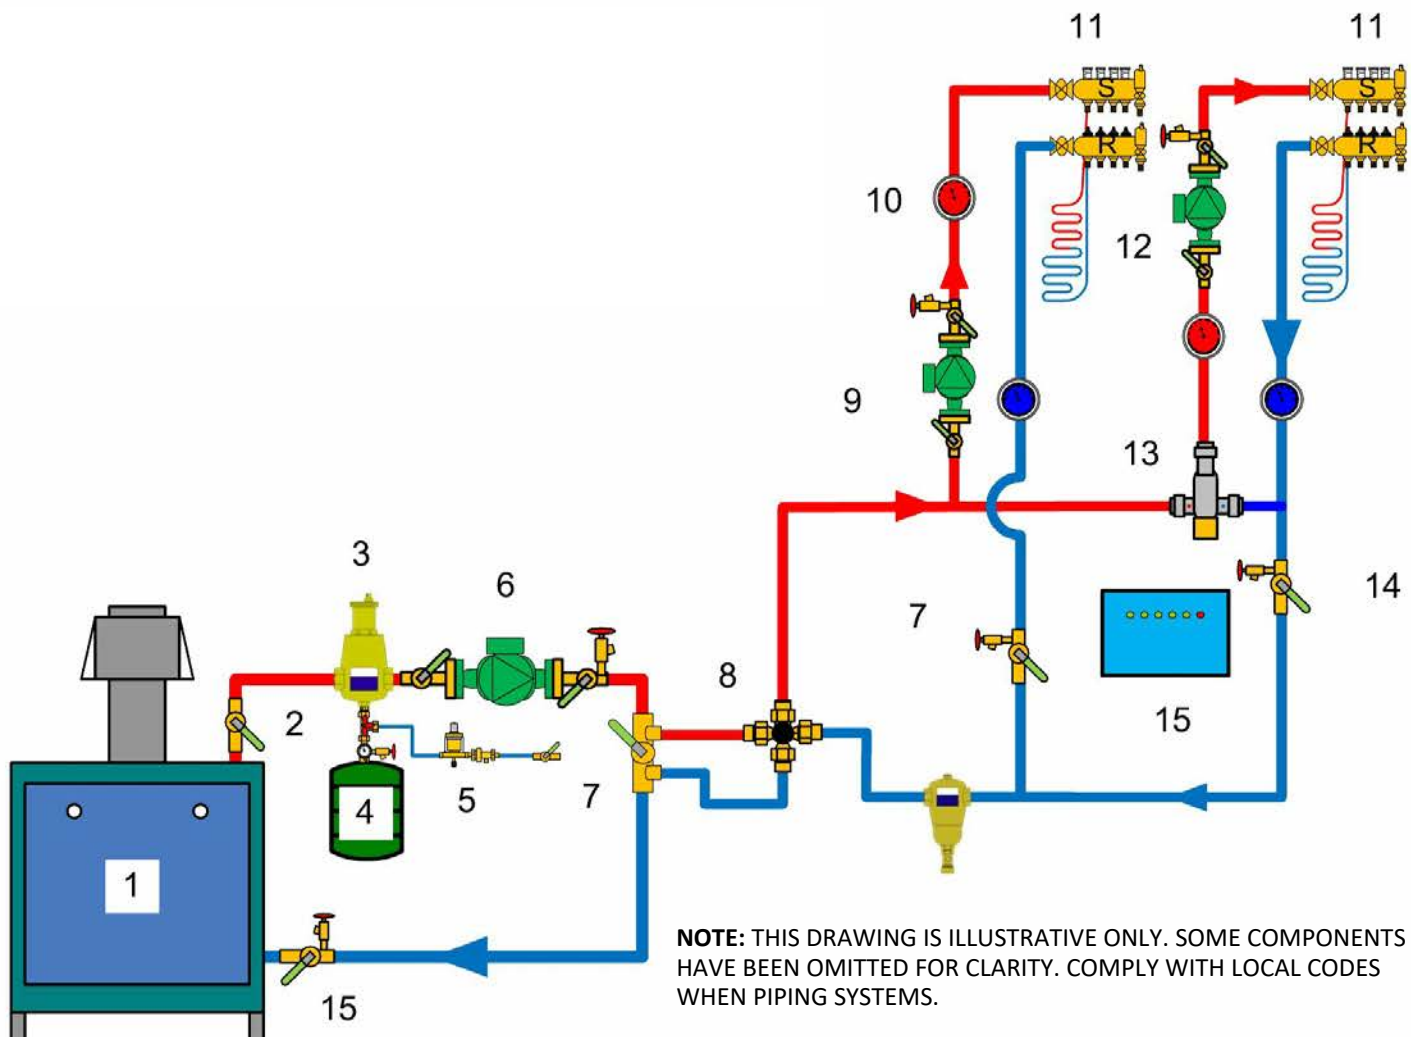 11
11
S
S
R
R
10
12
9
13
3
6
14
7
8
2
15
5
7
4
1
NOTE: THIS DRAWING IS ILLUSTRATIVE ONLY. SOME COMPONENTS
HAVE BEEN OMITTED FOR CLARITY. COMPLY WITH LOCAL CODES
WHEN PIPING SYSTEMS.
15